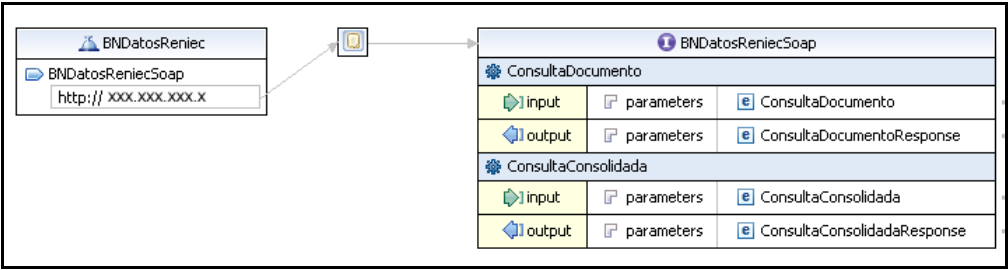 BNDatosReniec
BNDatosReniecSoap
http:// xxx.xxx.xxx.x
BNDatosReniecSoap
ConsultaDocumento
input parameters e ConsultaDocumento
output parameters e ConsultaDocumentoResponse
ConsultaConsolidada
input parameters e ConsultaConsolidada
output parameters e ConsultaConsolidadaResponse